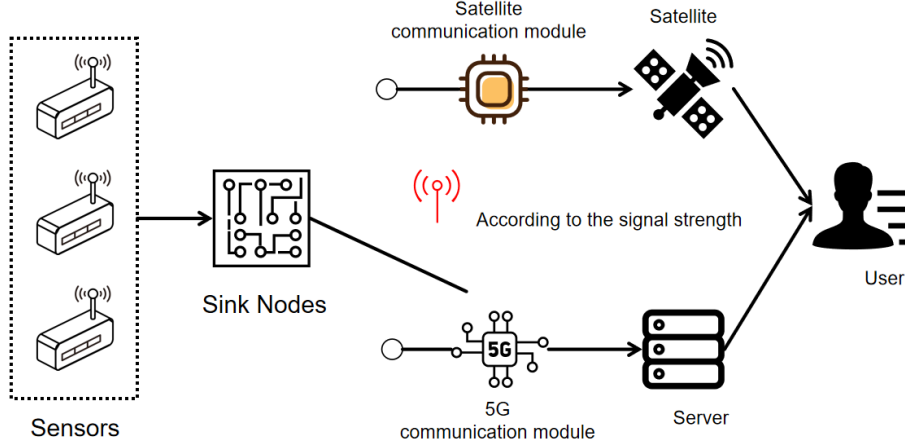 Satellite
communication module
Satellite
According to the signal strength
User
Sink Nodes
5G
Sensors
5G
communication module
Server